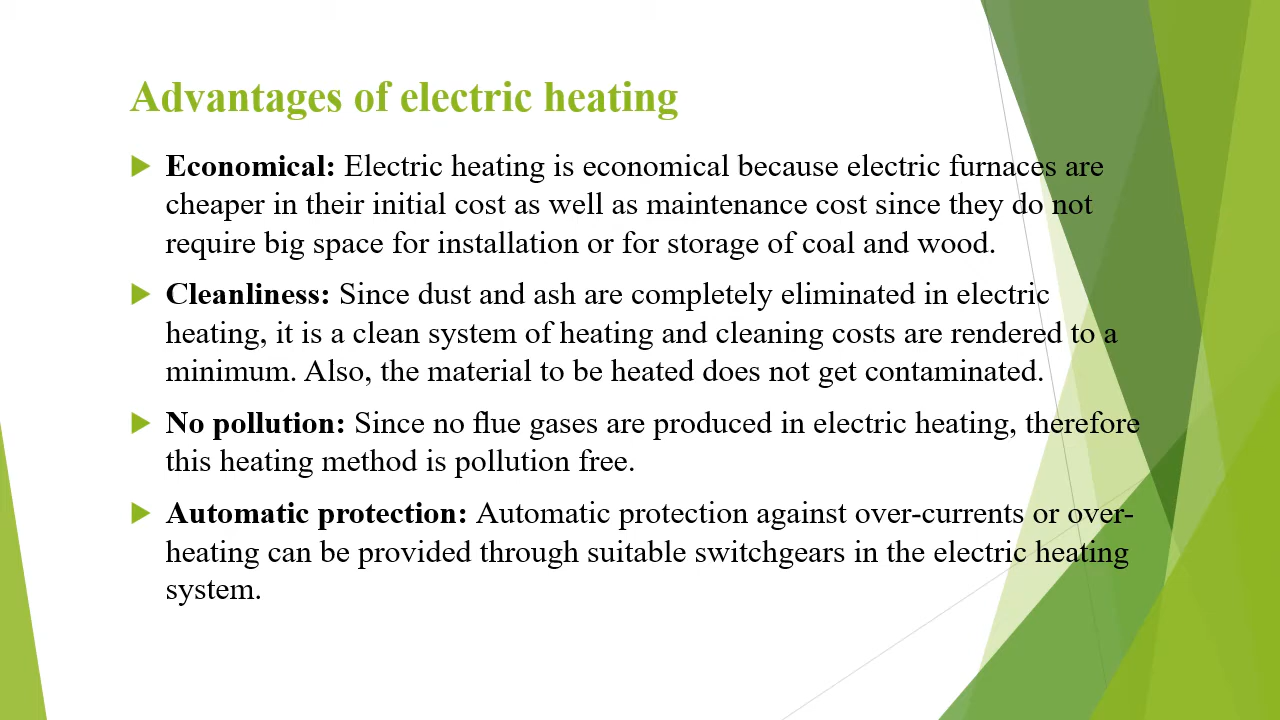 Advantages of electric heating
Economical: Electric heating is economical because electric furnaces are
cheaper in their initial cost as well as maintenance cost since they do not
require big space for installation or for storage of coal and wood.
Cleanliness: Since dust and ash are completely eliminated in electric
heating, it is a clean system of heating and cleaning costs are rendered to a
minimum. Also, the material to be heated does not get contaminated.
No pollution: Since no flue gases are produced in electric heating, therefore
this heating method is pollution free.
Automatic protection: Automatic protection against over-currents or over-
heating can be provided through suitable switchgears in the electric heating
system.